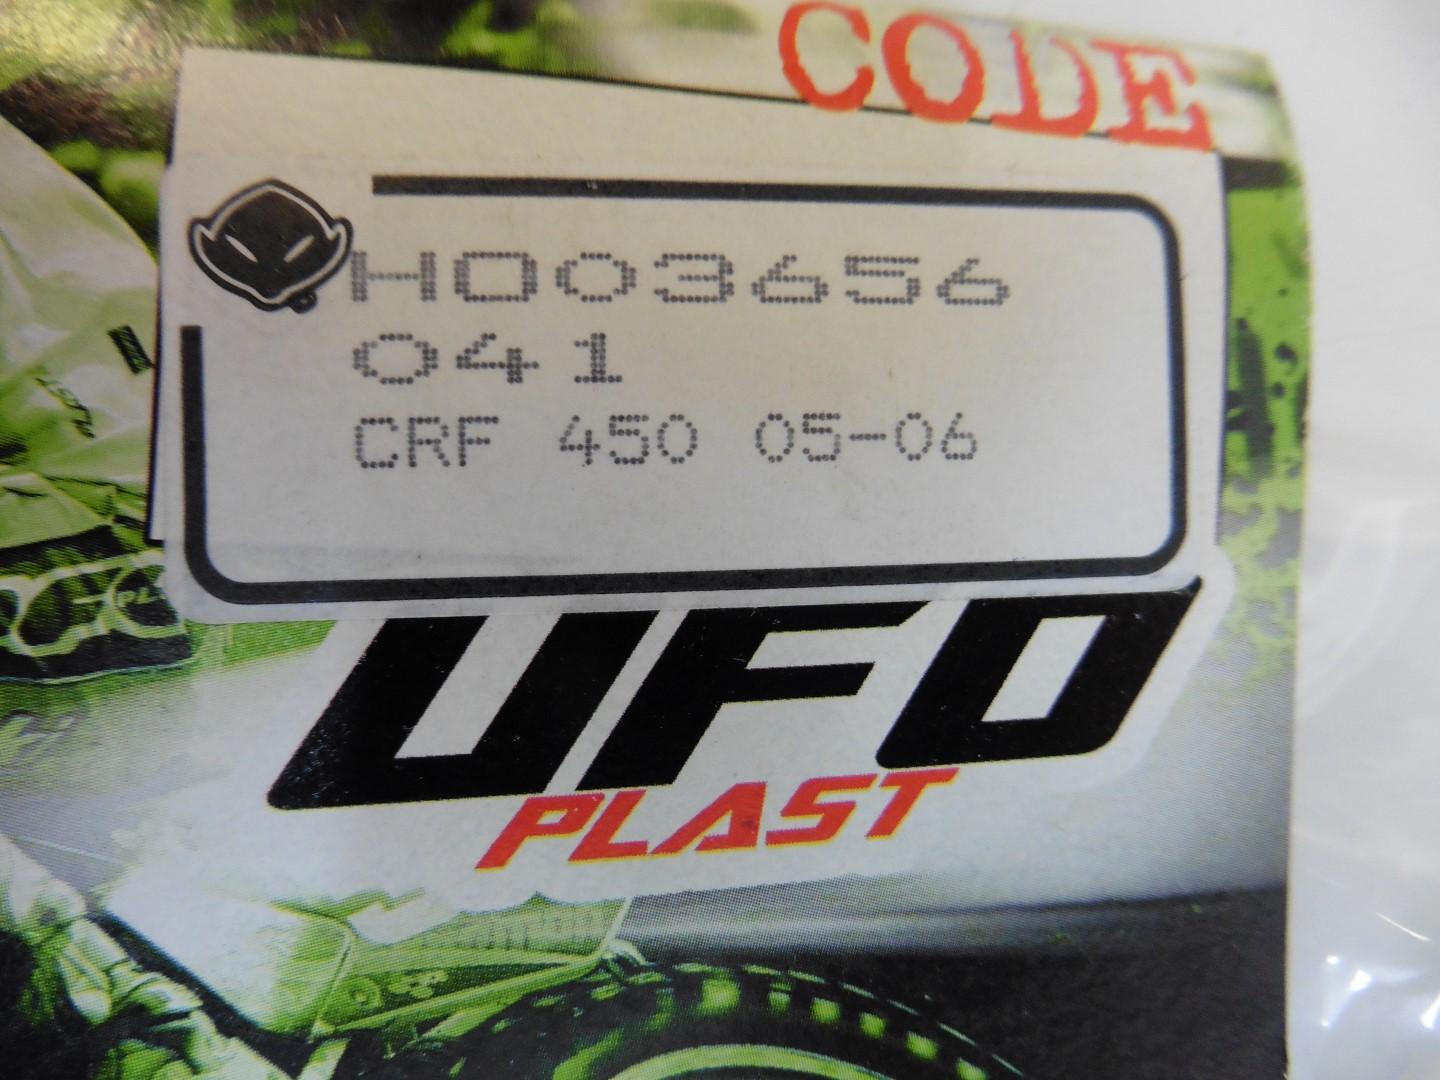 CODE
HO03656
041
CRF 450 05-06
UFO
PLAST